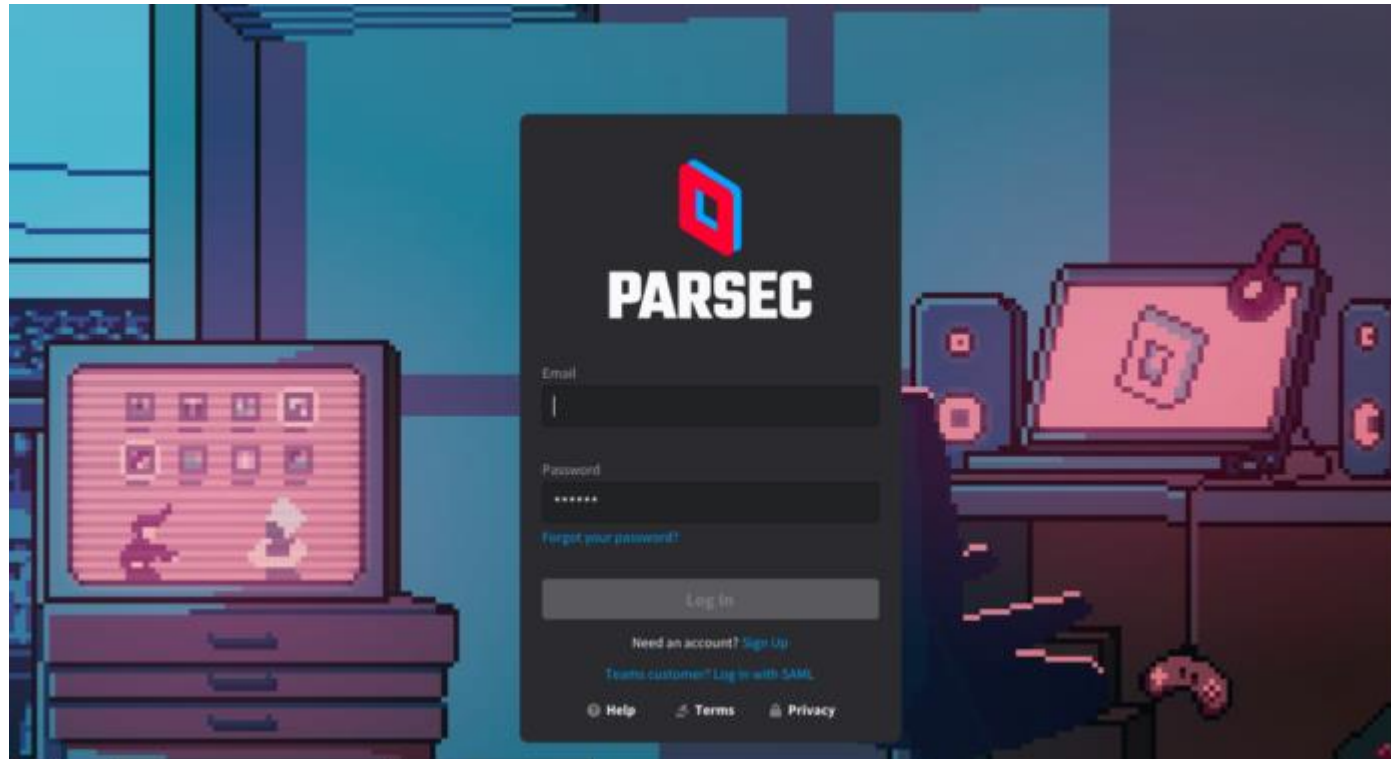 PARSEC
Email
Password
••••••
Forgot your password?
Log In
Need an account? Sign Up
Teams customer? Log in with SAML
Help Terms Privacy